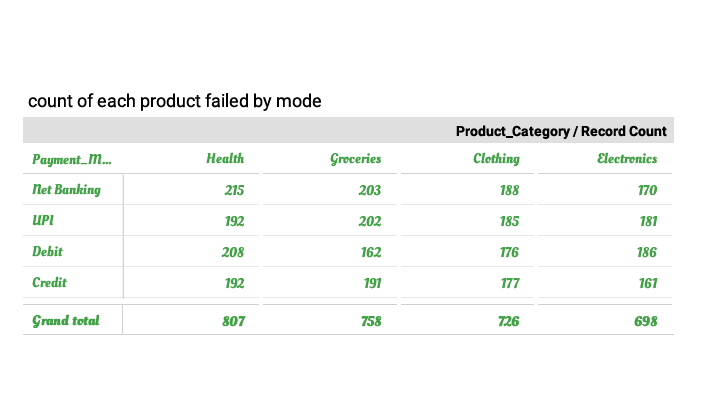 count of each product failed by mode
Product_Category / Record Count
Payment_M... Health Groceries Clothing Electronics
Net Banking 215 203 188 170
UPI 192 202 185 181
Debit 208 162 176 186
Credit 192 191 177 161
Grand total 807 758 726 698